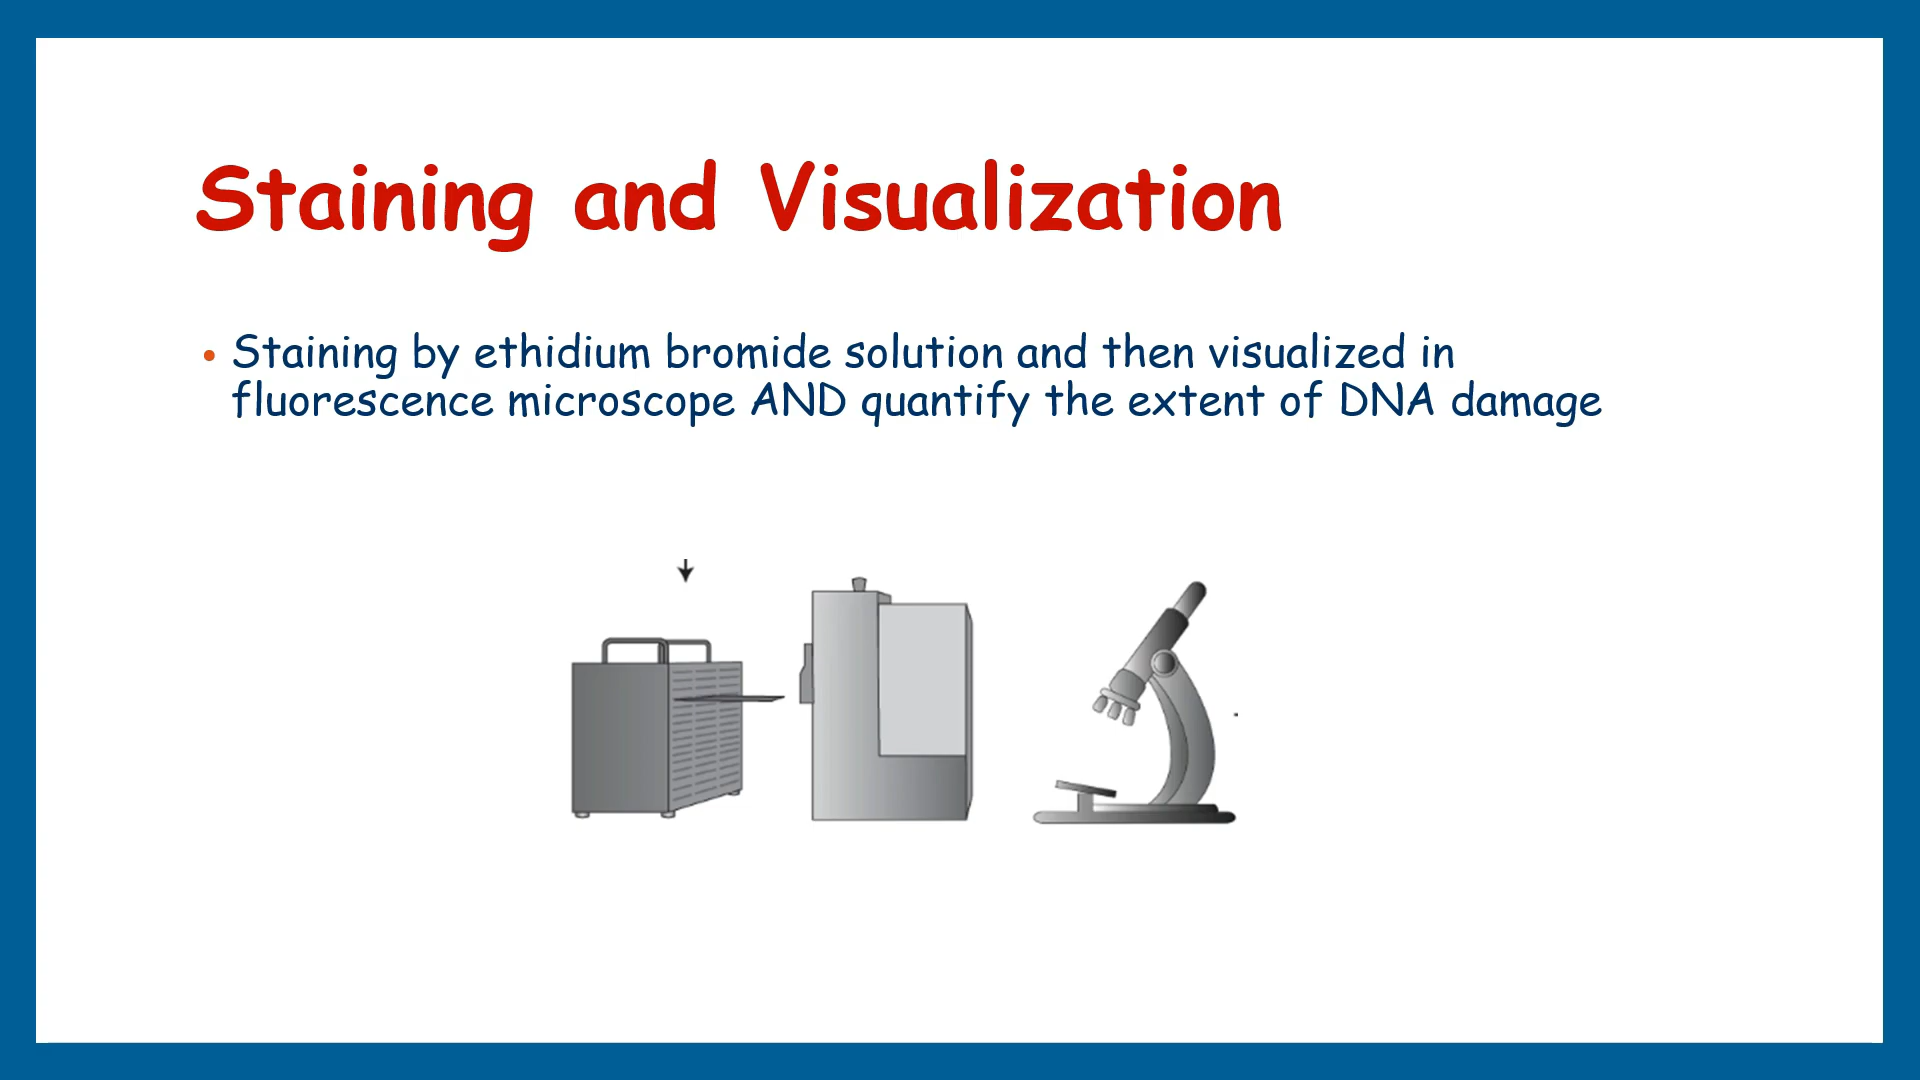 Staining and Visualization
• Staining by ethidium bromide solution and then visualized in
fluorescence microscope AND quantify the extent of DNA damage